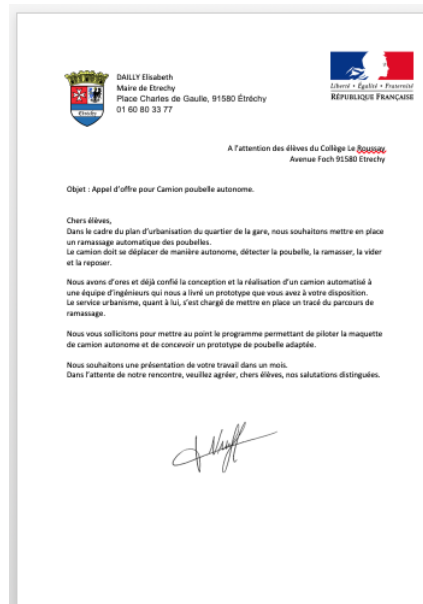 DAILLY Elisabeth
Maire de Etrechy
Place Charles de Gaulle, 91580 Étréchy
01 60 80 33 77
Etréchy
Liberté • Égalité • Fraternité
RÉPUBLIQUE FRANÇAISE
A l'attention des élèves du Collège Le Roussay
Avenue Foch 91580 Etrechy
Objet : Appel d'offre pour Camion poubelle autonome.
Chers élèves,
Dans le cadre du plan d'urbanisation du quartier de la gare, nous souhaitons mettre en place
un ramassage automatique des poubelles.
Le camion doit se déplacer de manière autonome, détecter la poubelle, la ramasser, la vider
et la reposer.
Nous avons d'ores et déjà confié la conception et la réalisation d'un camion automatisé à
une équipe d'ingénieurs qui nous a livré un prototype que vous avez à votre disposition.
Le service urbanisme, quant à lui, s'est chargé de mettre en place un tracé du parcours de
ramassage.
Nous vous sollicitons pour mettre au point le programme permettant de piloter la maquette
de camion autonome et de concevoir un prototype de poubelle adaptée.
Nous souhaitons une présentation de votre travail dans un mois.
Dans l'attente de notre rencontre, veuillez agréer, chers élèves, nos salutations distinguées.